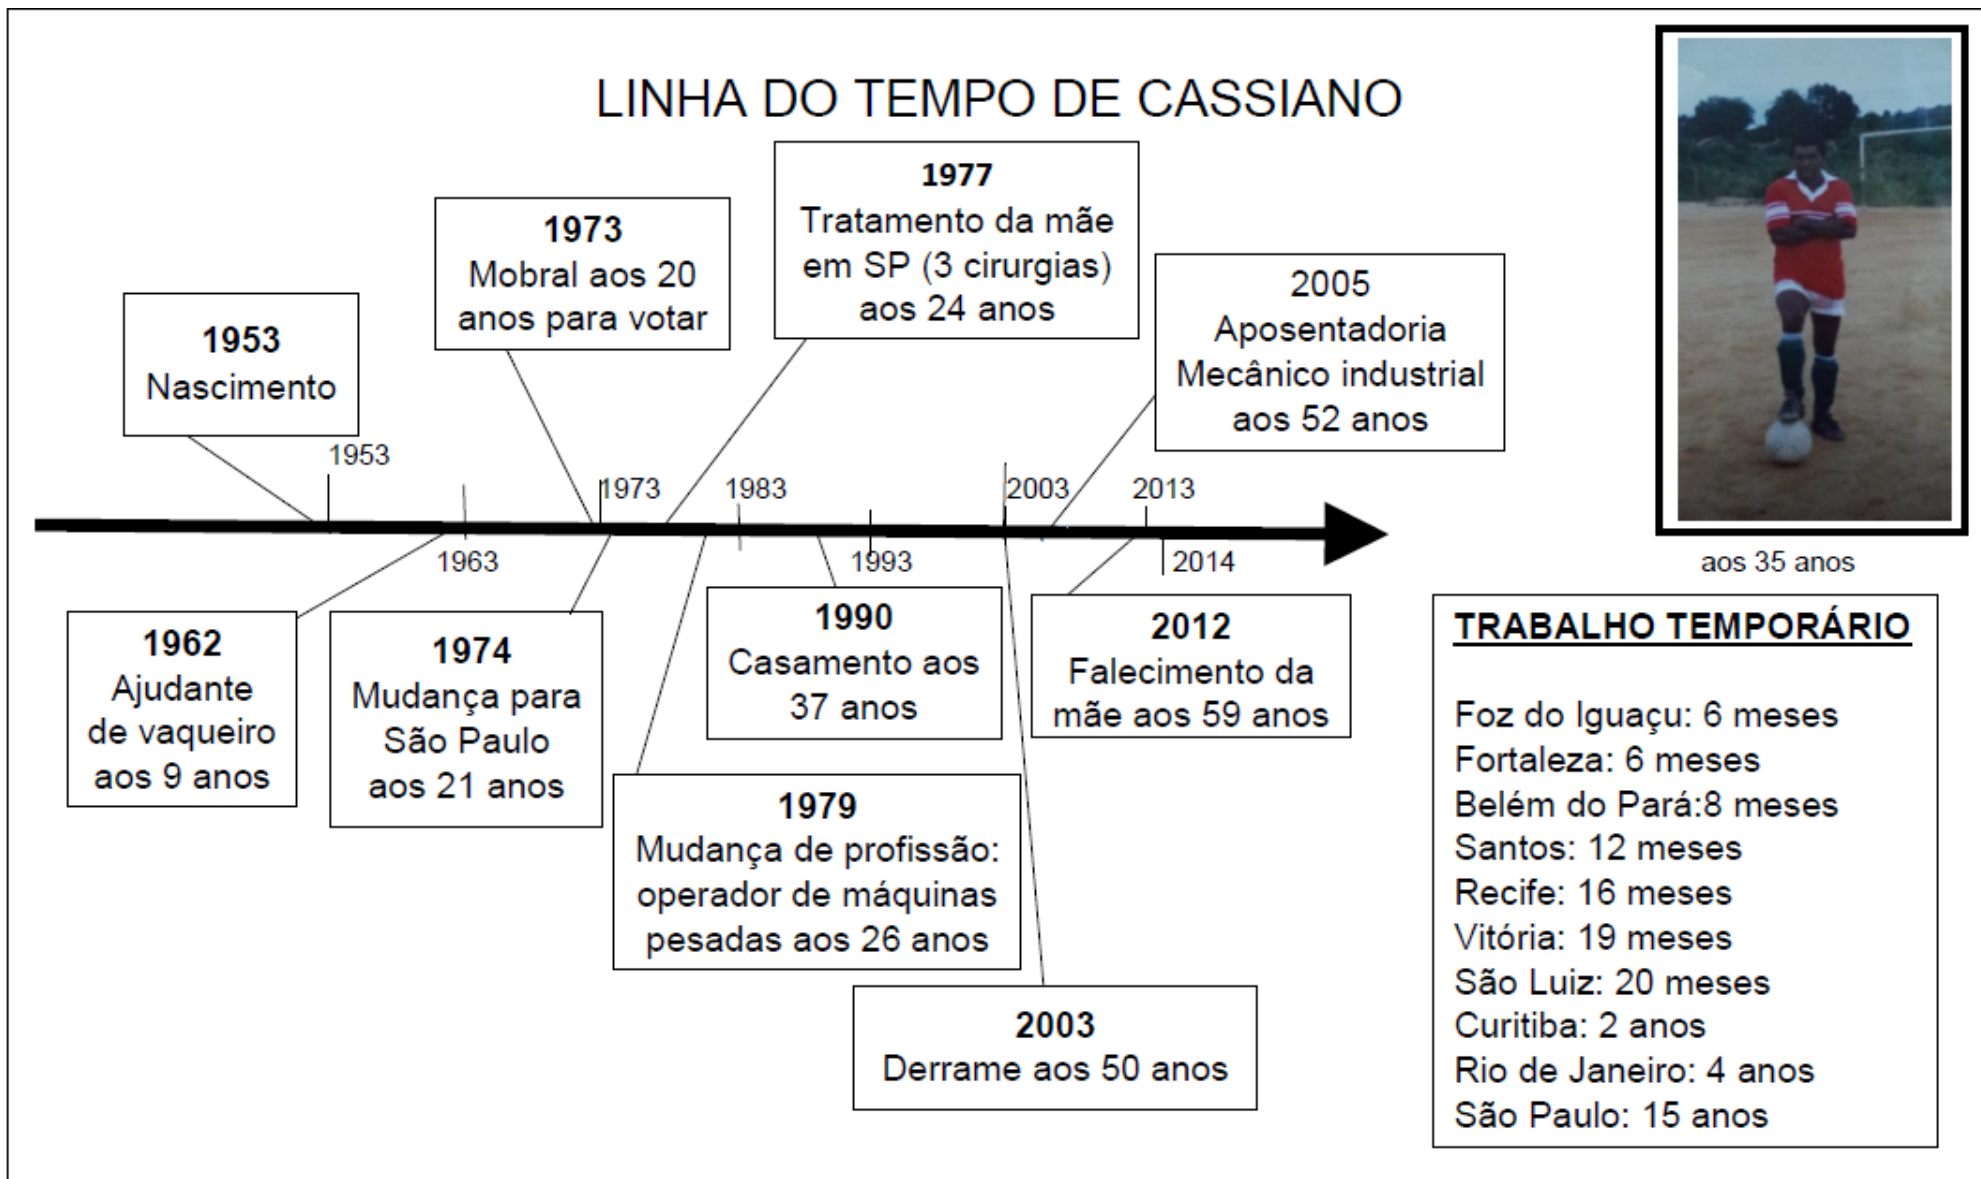 LINHA DO TEMPO DE CASSIANO
1953
Nascimento
1973
Mobral aos 20
anos para votar
1977
Tratamento da mãe
em SP (3 cirurgias)
aos 24 anos
2005
Aposentadoria
Mecânico industrial
aos 52 anos
1953
1973
1983
2003
2013
1963
1993
2014
1962
Ajudante
de vaqueiro
aos 9 anos
1974
Mudança para
São Paulo
aos 21 anos
1979
Mudança de profissão:
operador de máquinas
pesadas aos 26 anos
1990
Casamento aos
37 anos
2003
Derrame aos 50 anos
2012
Falecimento da
mãe aos 59 anos
aos 35 anos
TRABALHO TEMPORÁRIO
Foz do Iguaçu: 6 meses
Fortaleza: 6 meses
Belém do Pará:8 meses
Santos: 12 meses
Recife: 16 meses
Vitória: 19 meses
São Luiz: 20 meses
Curitiba: 2 anos
Rio de Janeiro: 4 anos
São Paulo: 15 anos